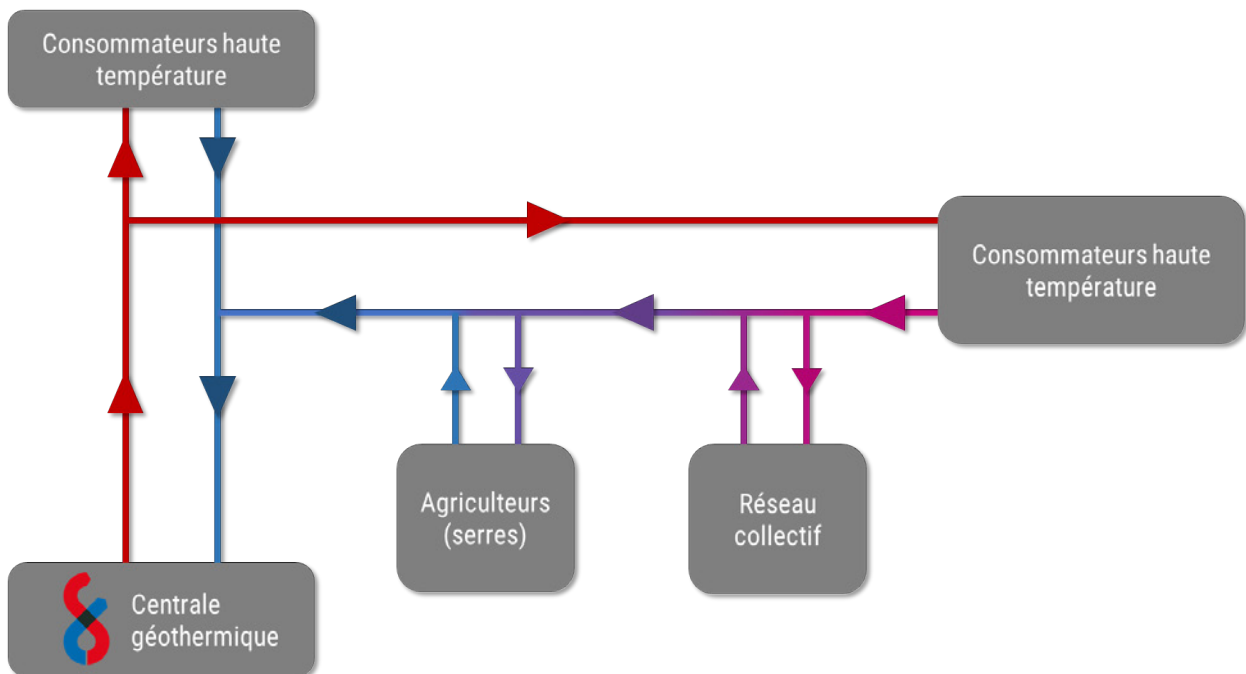 Consommateurs haute
température
Consommateurs haute
température
Agriculteurs
(serres)
Réseau
collectif
Centrale
géothermique